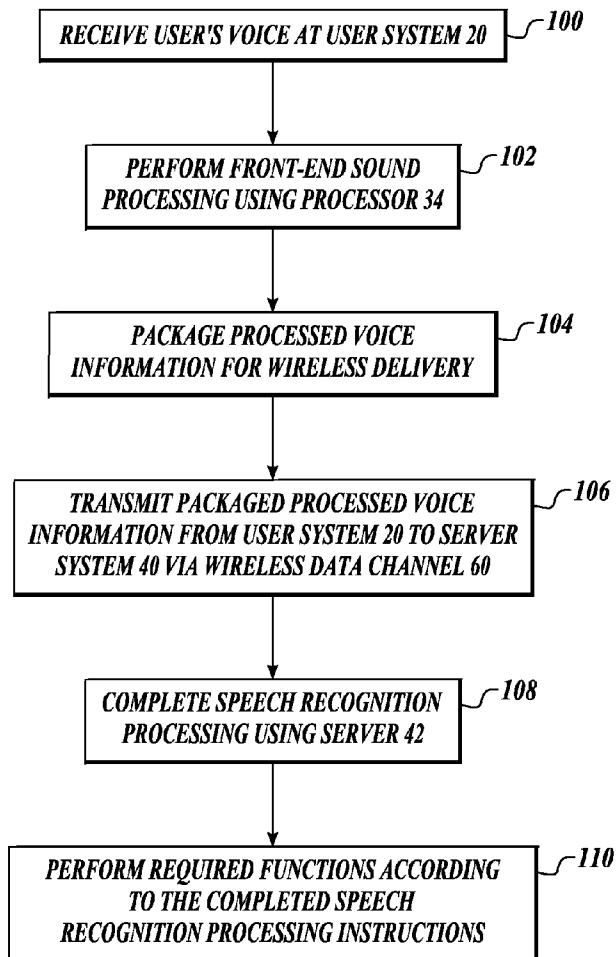 RECEIVE USER'S VOICE AT USER SYSTEM 20
100
PERFORM FRONT-END SOUND
PROCESSING USING PROCESSOR 34
102
PACKAGE PROCESSED VOICE
INFORMATION FOR WIRELESS DELIVERY
104
TRANSMIT PACKAGED PROCESSED VOICE
INFORMATION FROM USER SYSTEM 20 TO SERVER
SYSTEM 40 VIA WIRELESS DATA CHANNEL 60
106
COMPLETE SPEECH RECOGNITION
PROCESSING USING SERVER 42
108
PERFORM REQUIRED FUNCTIONS ACCORDING
TO THE COMPLETED SPEECH
RECOGNITION PROCESSING INSTRUCTIONS
110